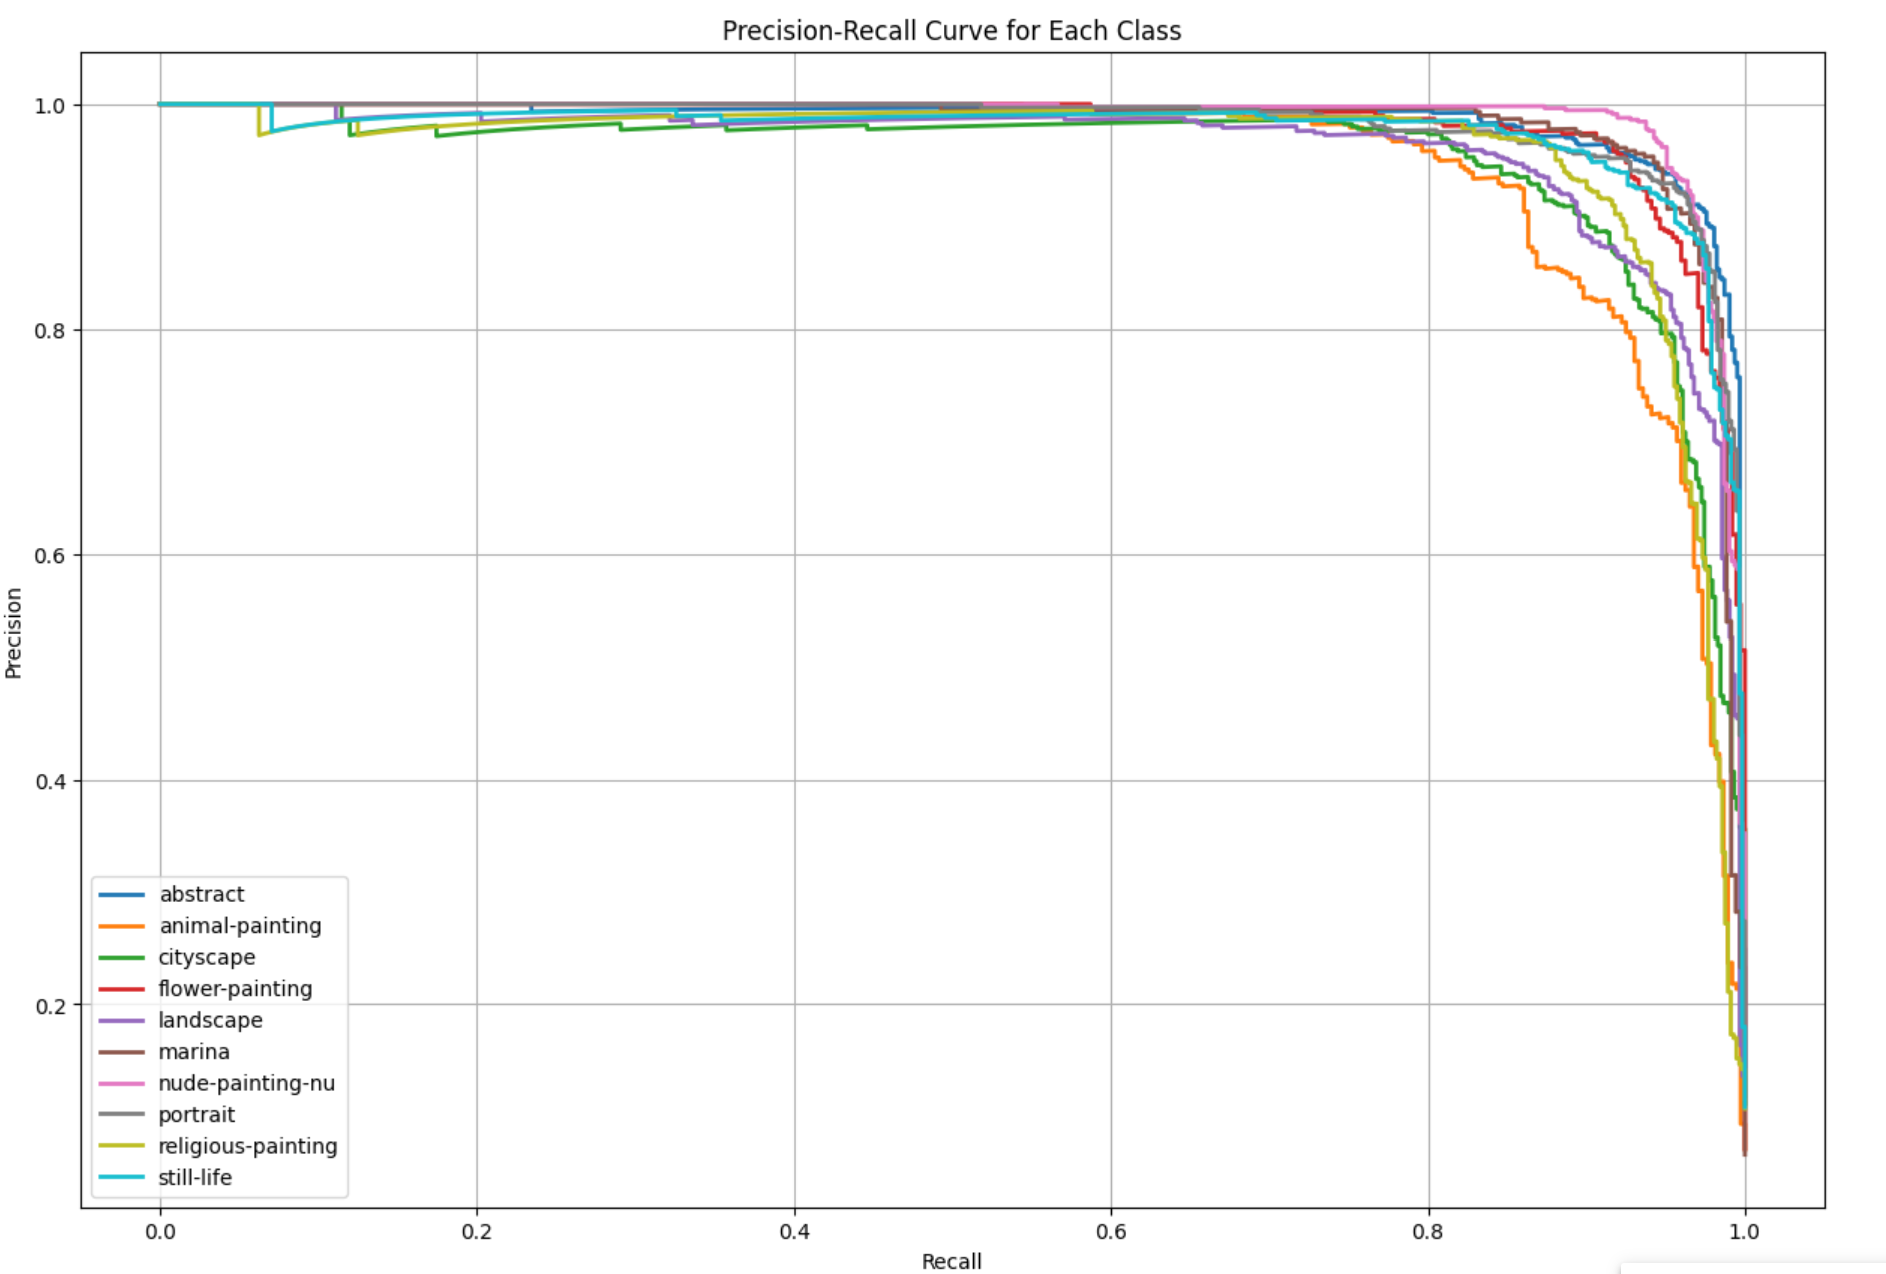 Precision-Recall Curve for Each Class
1.0
0.8
0.6
0.4
0.2
Precision
abstract
animal-painting
cityscape
flower-painting
landscape
marina
nude-painting-nu
portrait
religious-painting
still-life
0.0 0.2 0.4 0.6 0.8 1.0
Recall